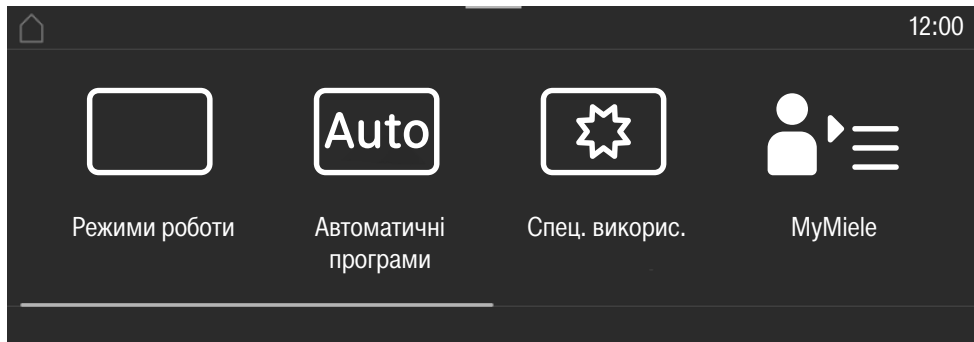 12:00
Auto
Режими роботи
Автоматичні
програми
Спец. викорис.
MyMiele